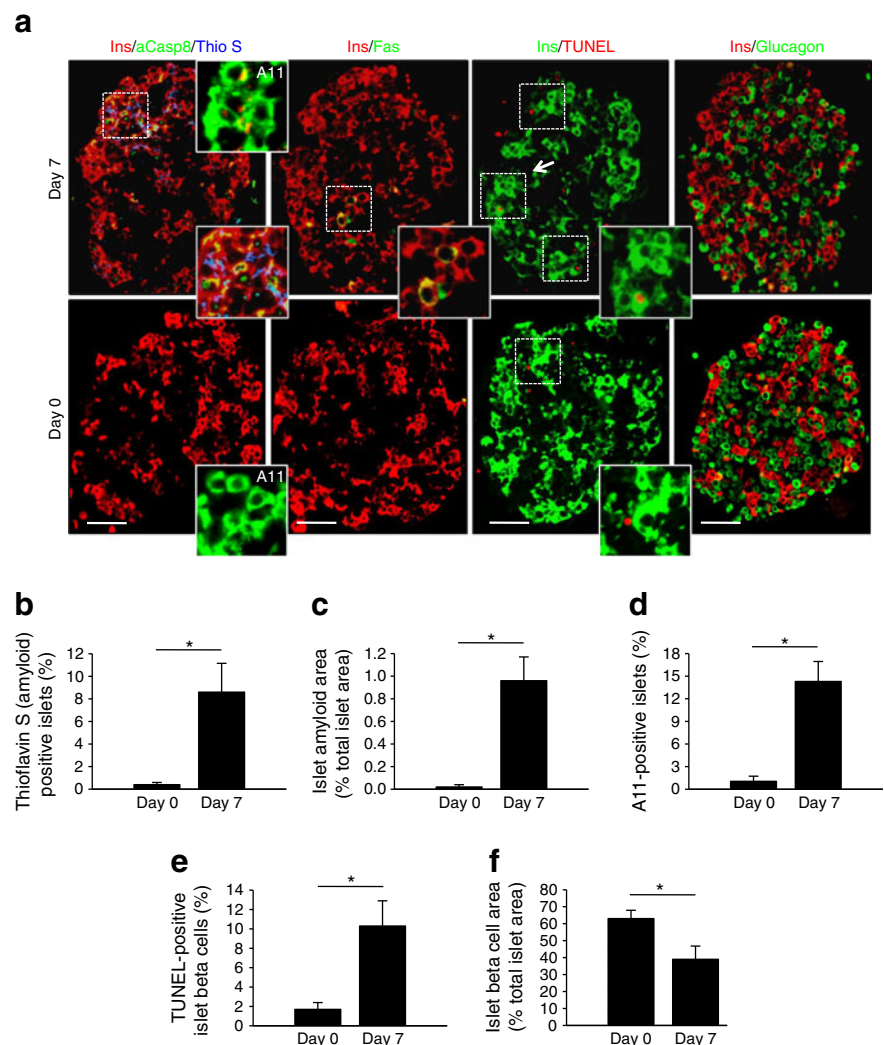 a
Ins/aCasp8/Thio S
Ins/Fas
Ins/TUNEL
Ins/Glucagon
Day 7
A11
Day 0
A11
b
Thioflavin S (amyloid)
positive islets (%)
12
10
8
6
4
2
0
*
Day 0 Day 7
c
Islet amyloid area
(% total islet area)
1.2
1.0
0.8
0.6
0.4
0.2
0.0
*
Day 0 Day 7
d
A11-positive islets (%)
18
15
12
9
6
3
0
*
Day 0 Day 7
e
TUNEL-positive
islet beta cells (%)
14
12
10
8
6
4
2
0
*
Day 0 Day 7
f
Islet beta cell area
(% total islet area)
80
70
60
50
40
30
20
10
0
*
Day 0 Day 7